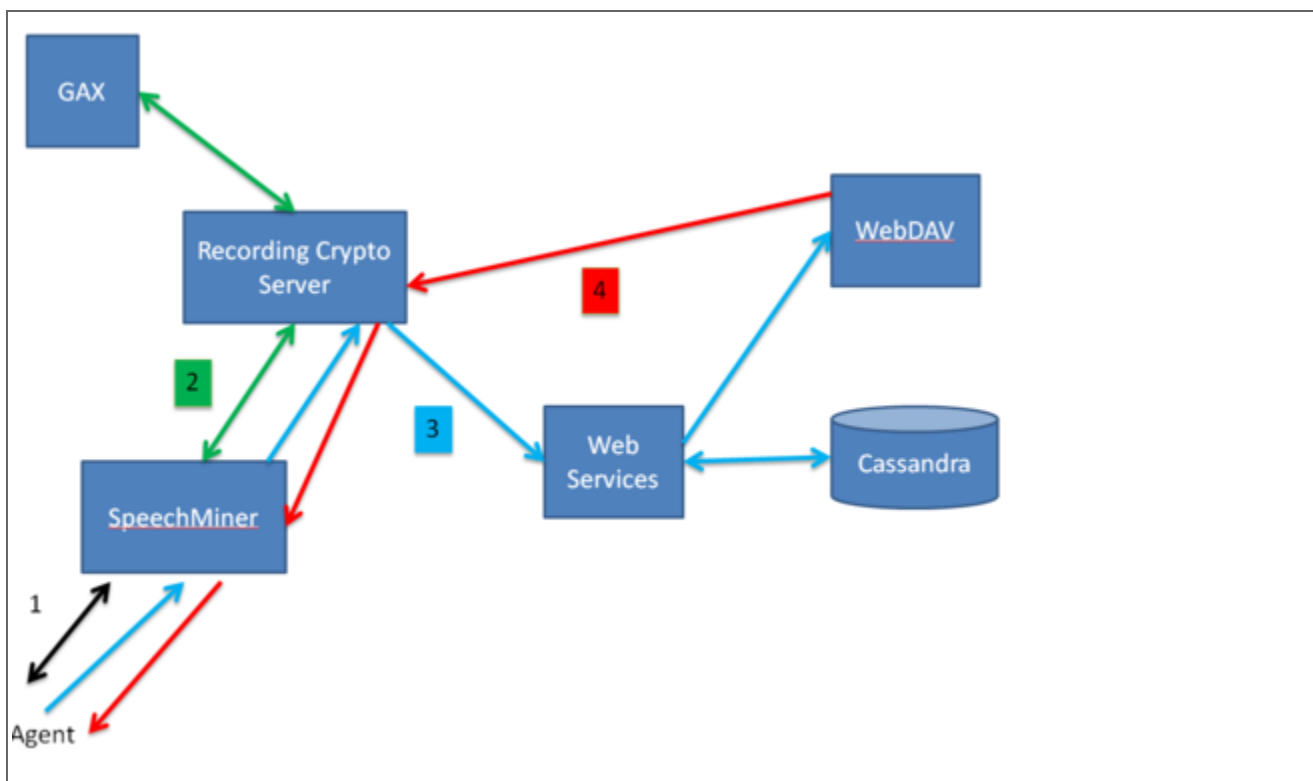 GAX
Recording Crypto
Server
WebDAV
4
2
3
Web
Services
Cassandra
SpeechMiner
1
Agent